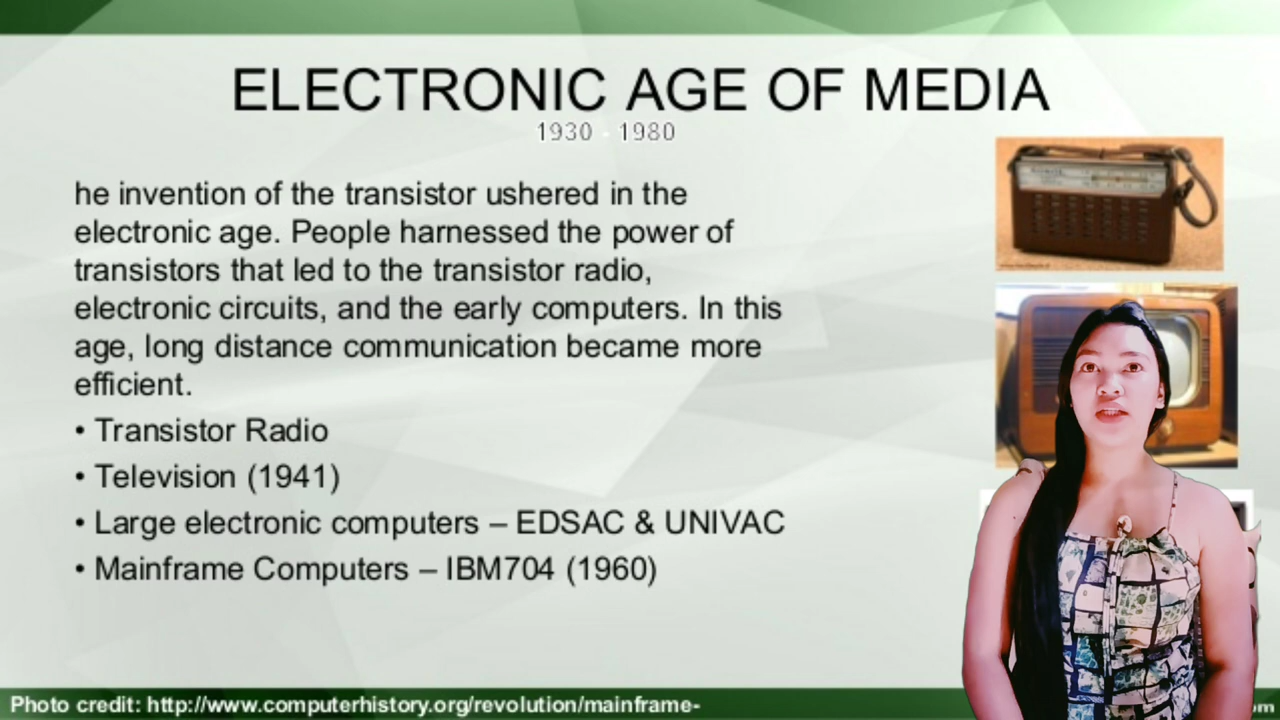 ELECTRONIC AGE OF MEDIA
1930 - 1980
he invention of the transistor ushered in the
electronic age. People harnessed the power of
transistors that led to the transistor radio,
electronic circuits, and the early computers. In this
age, long distance communication became more
efficient.
• Transistor Radio
• Television (1941)
• Large electronic computers – EDSAC & UNIVAC
• Mainframe Computers – IBM704 (1960)
Photo credit: http://www.computerhistory.org/revolution/mainframe-
om